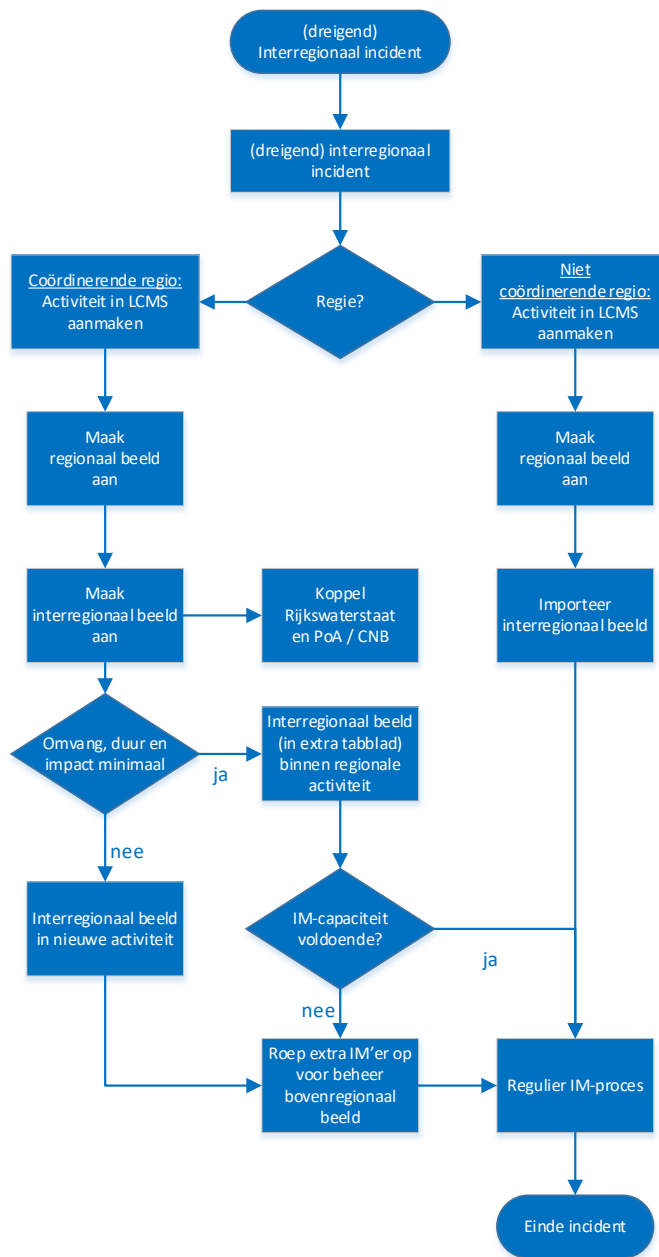 (dreigend)
Interregionaal incident
(dreigend) interregionaal
incident
Coördinerende regio:
Activiteit in LCMS
aanmaken
Regie?
Niet
coördinerende regio:
Activiteit in LCMS
aanmaken
Maak
regionaal beeld
aan
Maak
regionaal beeld
aan
Maak
interregionaal beeld
aan
Koppel
Rijkswaterstaat
en PoA / CNB
Importeer
interregionaal beeld
Omvang, duur en
impact minimaal
ja
Interregionaal beeld
(in extra tabblad)
binnen regionale
activiteit
nee
Interregionaal beeld
in nieuwe activiteit
IM-capaciteit
voldoende?
ja
nee
Roep extra IM’er op
voor beheer
bovenregionaal
beeld
Regulier IM-proces
Einde incident